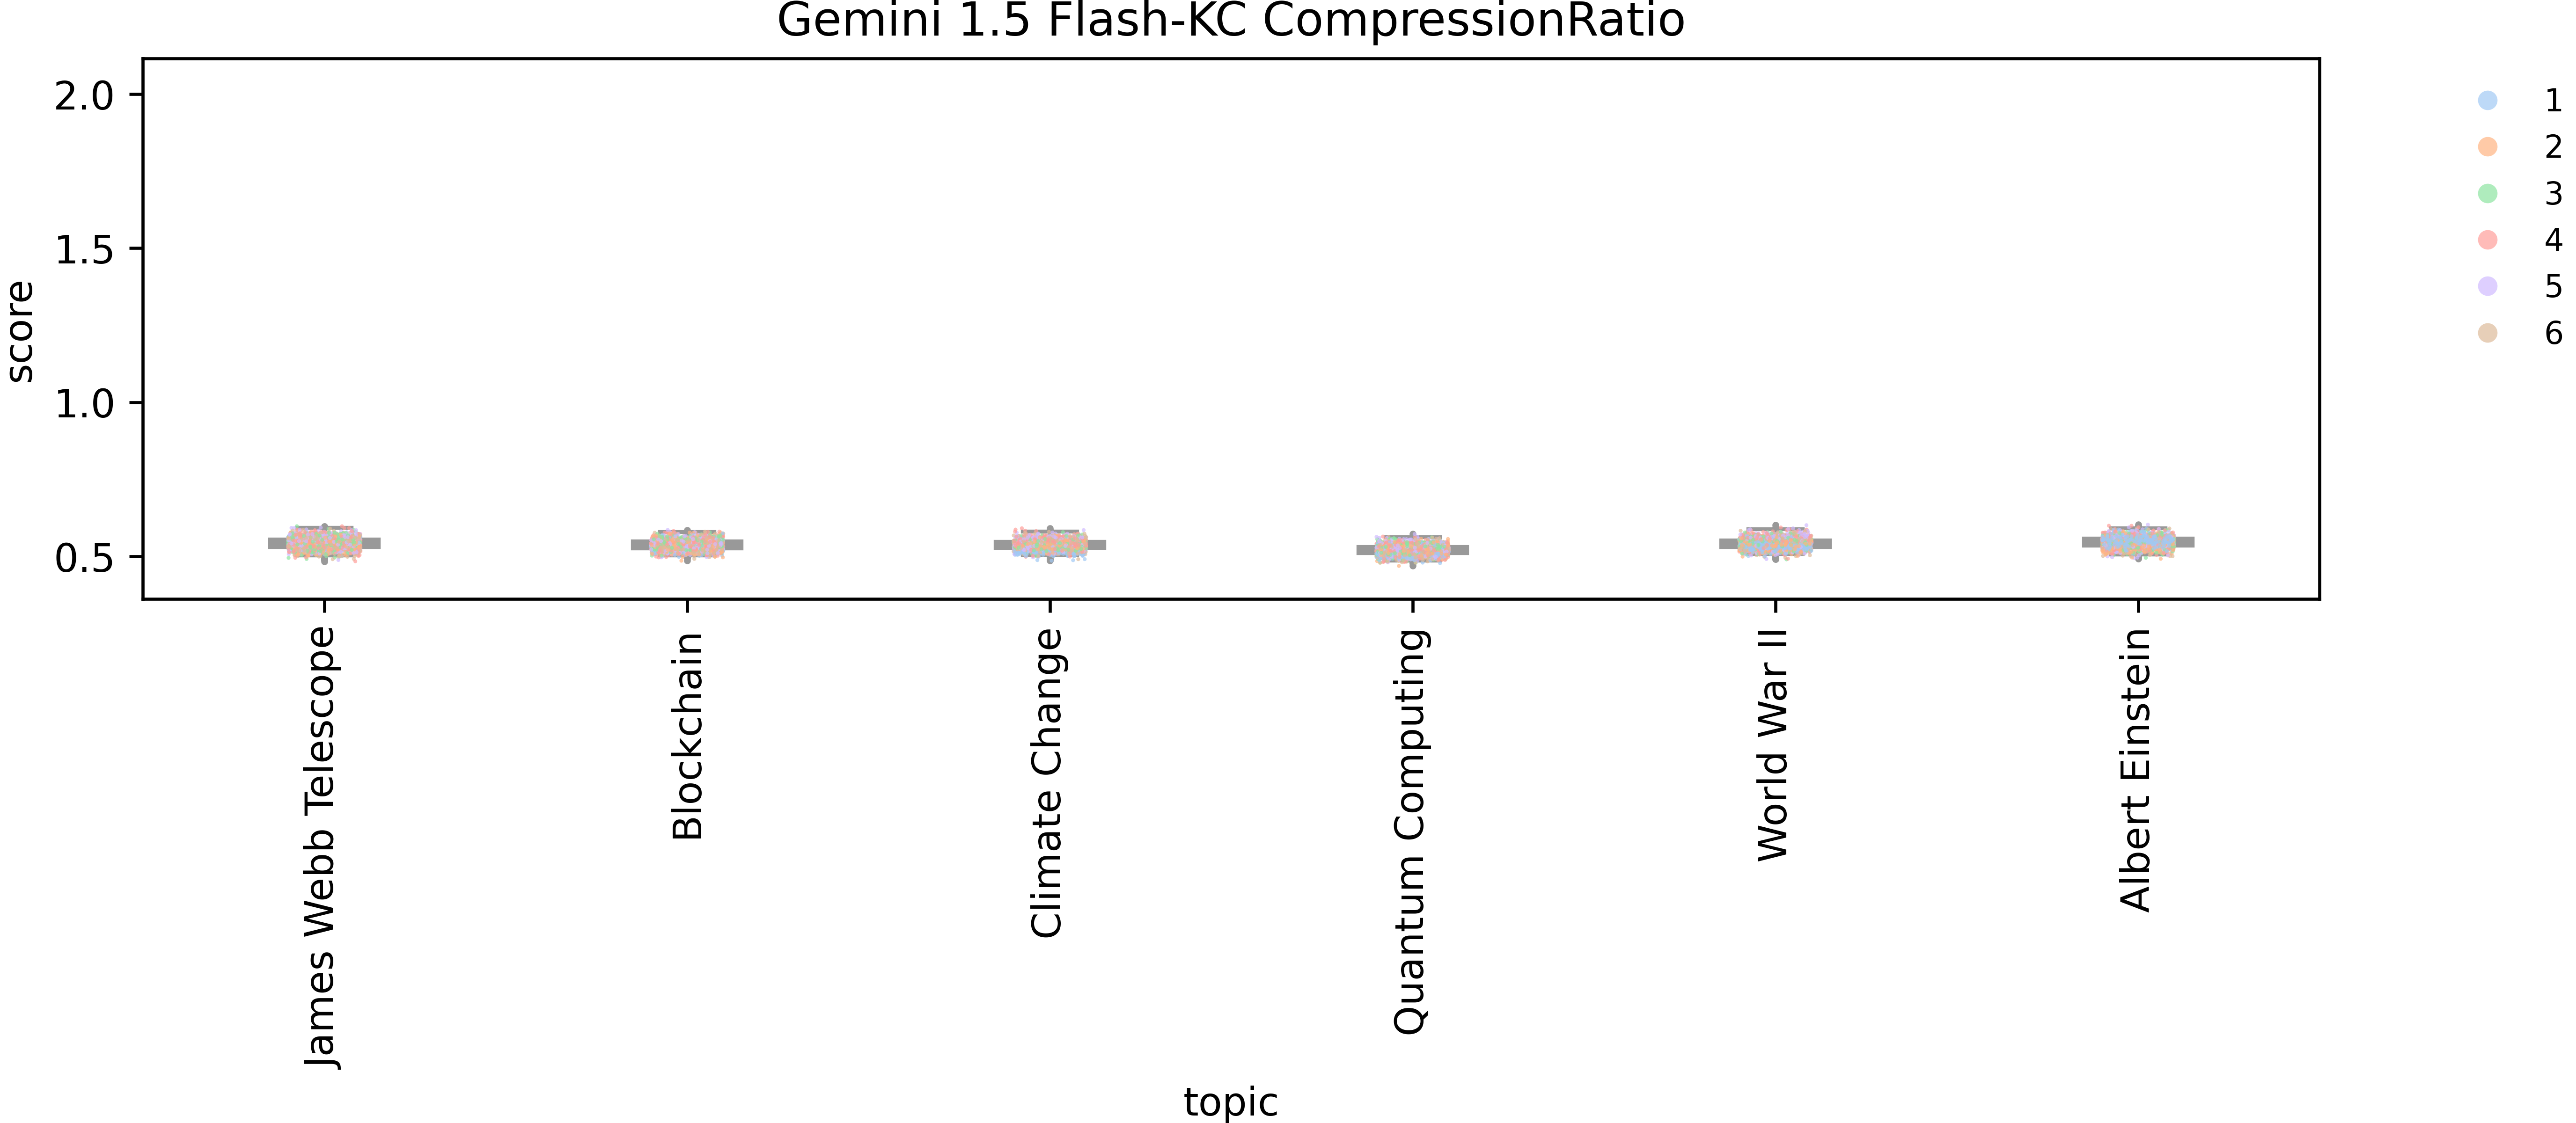 Gemini 1.5 Flash-KC CompressionRatio
2.0
1.5
1.0
0.5
score
1
2
3
4
5
6
James Webb Telescope
Blockchain
Climate Change
Quantum Computing
World War II
Albert Einstein
topic